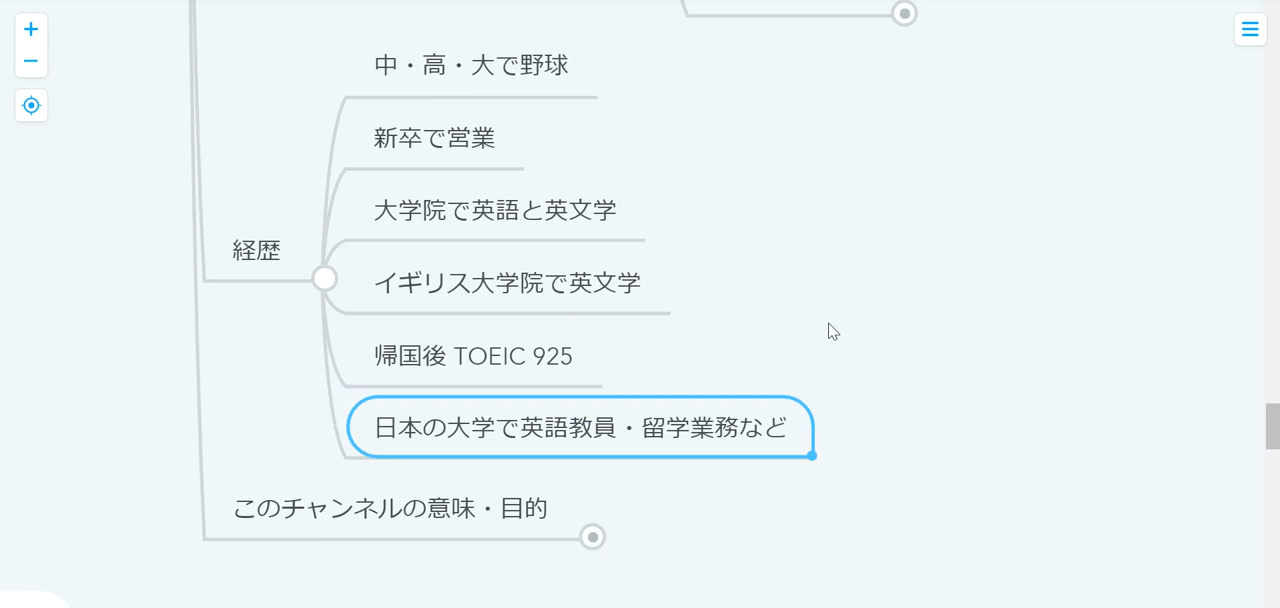 中・高・大で野球
新卒で営業
大学院で英語と英文学
経歴
イギリス大学院で英文学
帰国後 TOEIC 925
日本の大学で英語教員・留学業務など
このチャンネルの意味・目的